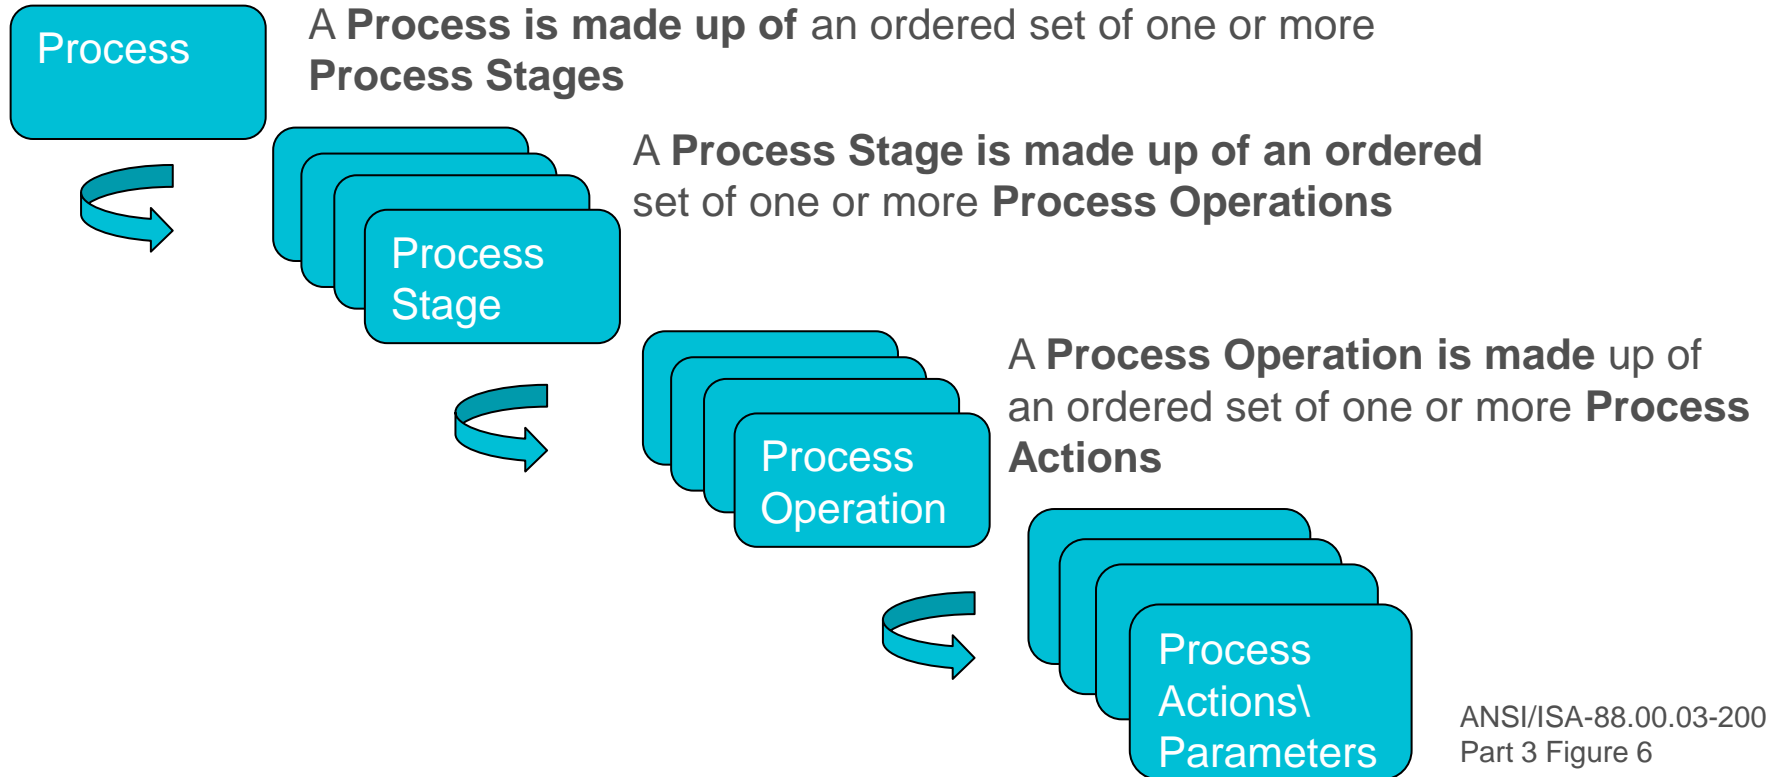 Process
A Process is made up of an ordered set of one or more
Process Stages
A Process Stage is made up of an ordered
set of one or more Process Operations
Process
Stage
A Process Operation is made up of
an ordered set of one or more Process
Actions
Process
Operation
Process
Actions\
Parameters
ANSI/ISA-88.00.03-200
Part 3 Figure 6